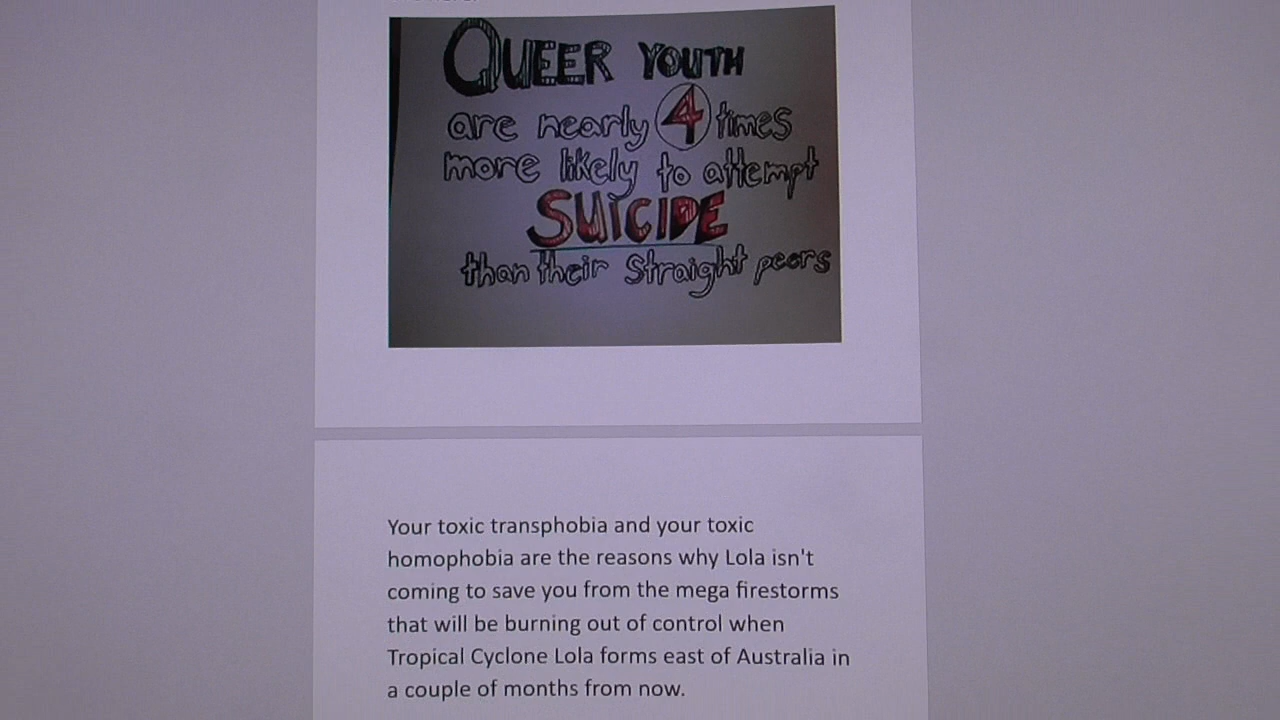 QUEER YOUTH
are nearly 4 times
more likely to attempt
SUICIDE
than their straight peers
Your toxic transphobia and your toxic
homophobia are the reasons why Lola isn't
coming to save you from the mega firestorms
that will be burning out of control when
Tropical Cyclone Lola forms east of Australia in
a couple of months from now.